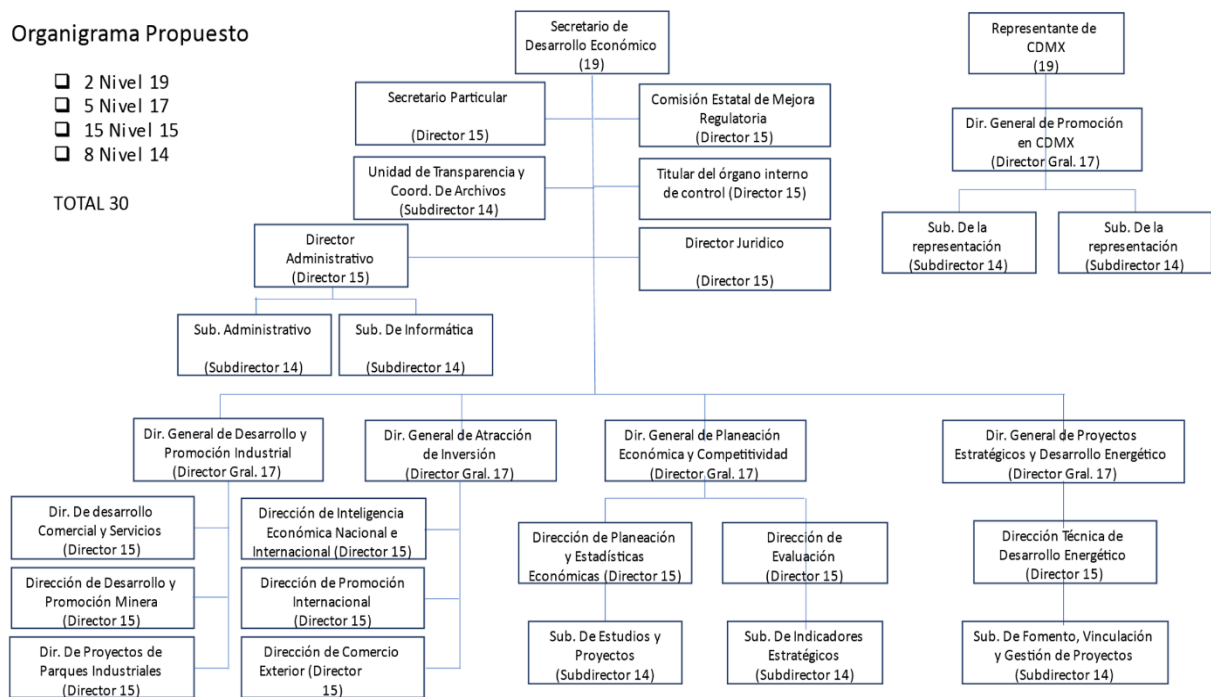 Organigrama Propuesto
❑ 2 Nivel 19
❑ 5 Nivel 17
❑ 15 Nivel 15
❑ 8 Nivel 14
TOTAL 30
Secretario de
Desarrollo Económico
(19)
Representante de
CDMX
(19)
Secretario Particular
(Director 15)
Comisión Estatal de Mejora
Regulatoria
(Director 15)
Dir. General de Promoción
en CDMX
(Director Gral. 17)
Unidad de Transparencia y
Coord. De Archivos
(Subdirector 14)
Titular del órgano interno
de control (Director 15)
Sub. De la
representación
(Subdirector 14)
Sub. De la
representación
(Subdirector 14)
Director
Administrativo
(Director 15)
Director Juridico
(Director 15)
Sub. Administrativo
(Subdirector 14)
Sub. De Informática
(Subdirector 14)
Dir. General de Desarrollo y
Promoción Industrial
(Director Gral. 17)
Dir. General de Atracción
de Inversión
(Director Gral. 17)
Dir. General de Planeación
Económica y Competitividad
(Director Gral. 17)
Dir. General de Proyectos
Estratégicos y Desarrollo Energético
(Director Gral. 17)
Dir. De desarrollo
Comercial y Servicios
(Director 15)
Dirección de Inteligencia
Económica Nacional e
Internacional (Director 15)
Dirección de Planeación
y Estadísticas
Económicas (Director 15)
Dirección de
Evaluación
(Director 15)
Dirección Técnica de
Desarrollo Energético
(Director 15)
Dirección de Desarrollo y
Promoción Minera
(Director 15)
Dirección de Promoción
Internacional
(Director 15)
Dir. De Proyectos de
Parques Industriales
(Director 15)
Dirección de Comercio
Exterior (Director
15)
Sub. De Estudios y
Proyectos
(Subdirector 14)
Sub. De Indicadores
Estratégicos
(Subdirector 14)
Sub. De Fomento, Vinculación
y Gestión de Proyectos
(Subdirector 14)